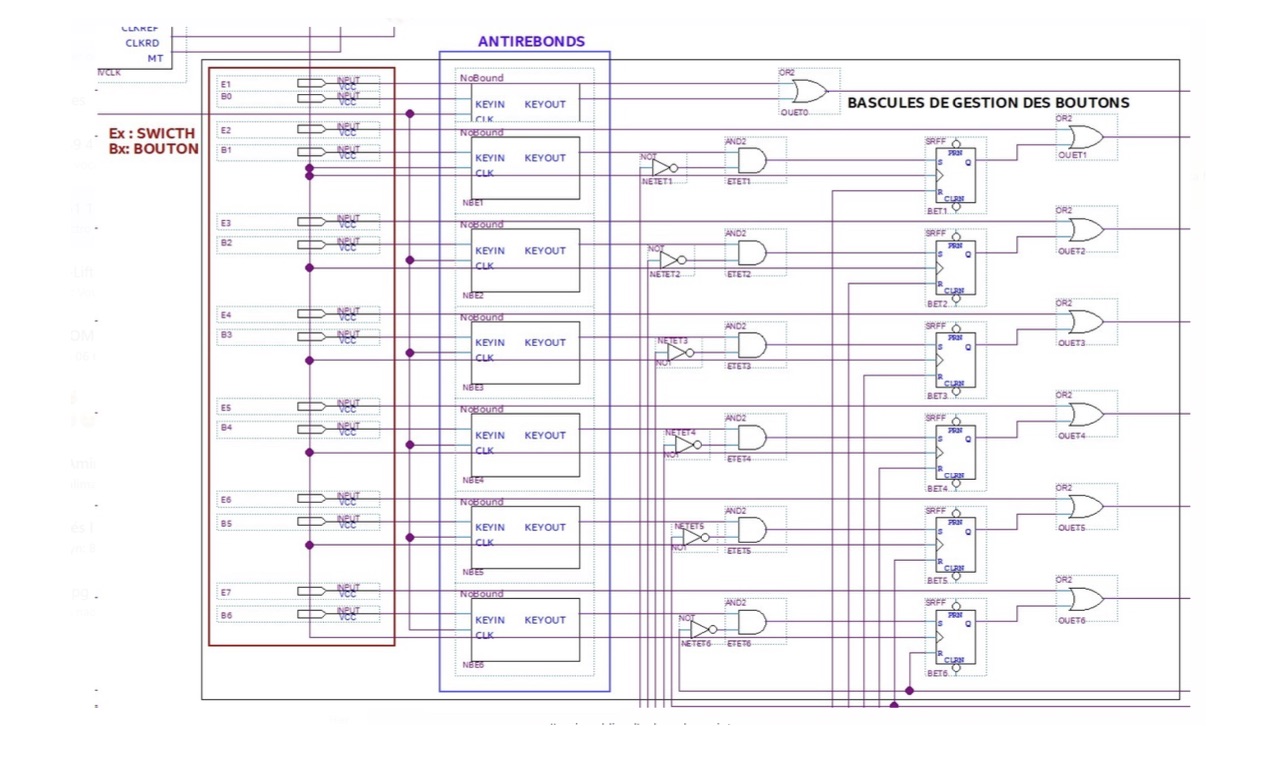 CLKREF
CLKRD
MT
IVCLK
ANTIREBONDS
Ex : SWICTH
Bx: BOUTON
BASCULES DE GESTION DES BOUTONS
E1 INPUT VCC
B0 INPUT VCC
NoBound
KEYIN KEYOUT
CLK
OR2
OUET0
E2 INPUT VCC
B1 INPUT VCC
NoBound
KEYIN KEYOUT
CLK
NBE1
NOT
NETET1
AND2
ETET1
SRFF
PRN
S Q
R
CLRN
BET1
OR2
OUET1
E3 INPUT VCC
B2 INPUT VCC
NoBound
KEYIN KEYOUT
CLK
NBE2
NOT
NETET2
AND2
ETET2
SRFF
PRN
S Q
R
CLRN
BET2
OR2
OUET2
E4 INPUT VCC
B3 INPUT VCC
NoBound
KEYIN KEYOUT
CLK
NBE3
NETET3
NOT
AND2
ETET3
SRFF
PRN
S Q
R
CLRN
BET3
OR2
OUET3
E5 INPUT VCC
B4 INPUT VCC
NoBound
KEYIN KEYOUT
CLK
NBE4
NETET4
NOT
AND2
ETET4
SRFF
PRN
S Q
R
CLRN
BET4
OR2
OUET4
E6 INPUT VCC
B5 INPUT VCC
NoBound
KEYIN KEYOUT
CLK
NBE5
NETET5
NOT
AND2
ETET5
SRFF
PRN
S Q
R
CLRN
BET5
OR2
OUET5
E7 INPUT VCC
B6 INPUT VCC
NoBound
KEYIN KEYOUT
CLK
NBE6
NOT
NETET6
AND2
ETET6
SRFF
PRN
S Q
R
CLRN
BET6
OR2
OUET6